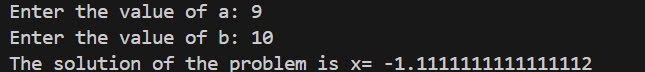 Enter the value of a: 9
Enter the value of b: 10
The solution of the problem is x= -1.1111111111111112